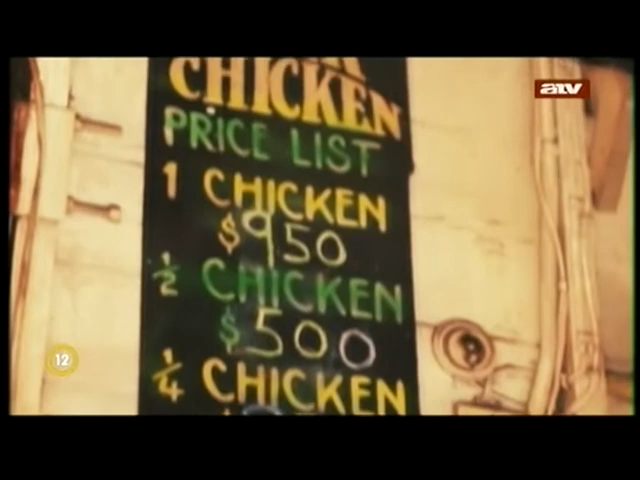 CHICKEN
atv
PRICE LIST
1 CHICKEN
$950
½ CHICKEN
$500
12
¼ CHICKEN